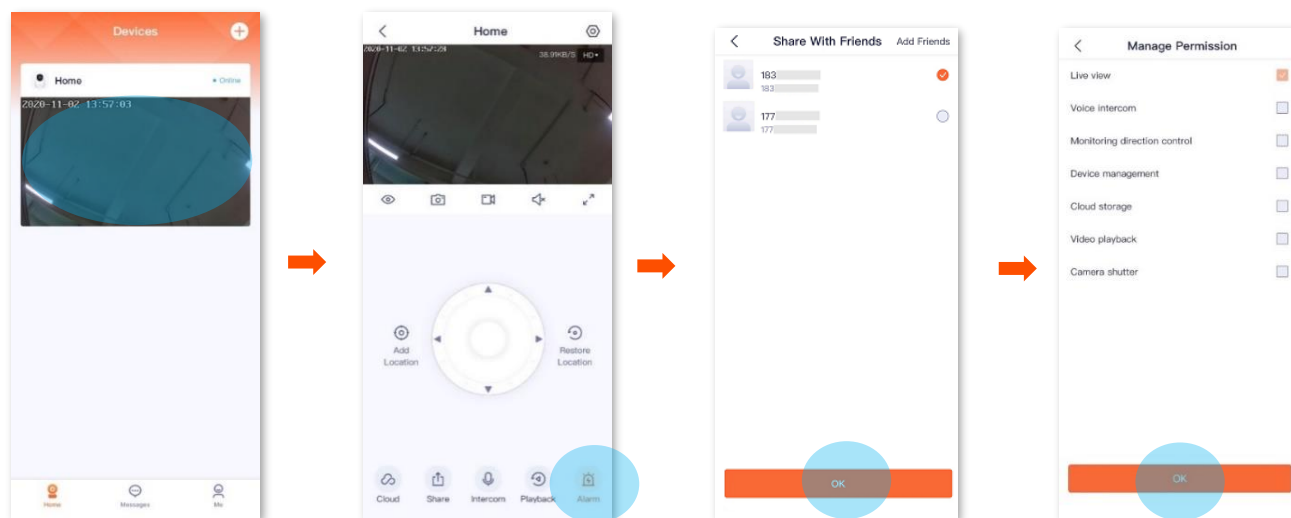 Devices
Home
Online
2020-11-02 13:57:03
Home
Messages
Me
Home
2020-11-02 13:57:28
38.99KB/S
HD
Add
Location
Restore
Location
Cloud
Share
Intercom
Playback
Alarm
Share With Friends
Add Friends
183
183
177
177
OK
Manage Permission
Live view
Voice intercom
Monitoring direction control
Device management
Cloud storage
Video playback
Camera shutter
OK